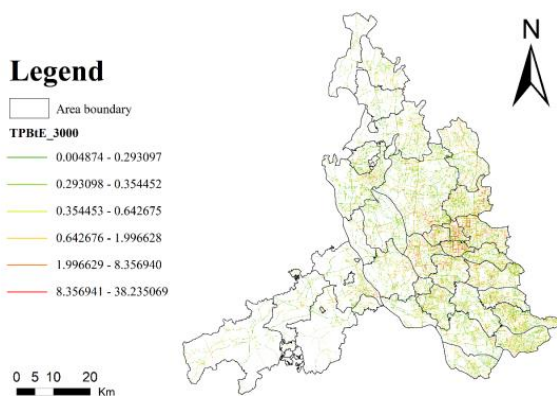 N
Legend
Area boundary
TPBtE_3000
0.004874 - 0.293097
0.293098 - 0.354452
0.354453 - 0.642675
0.642676 - 1.996628
1.996629 - 8.356940
8.356941 - 38.235069
0 5 10 20
Km